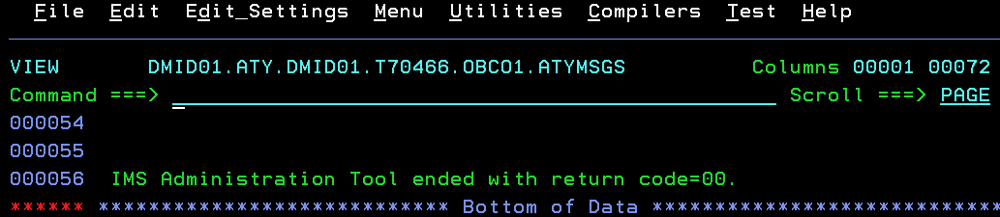 File  Edit  Edit_Settings  Menu  Utilities  Compilers  Test  Help
VIEW       DMID01.ATY.DMID01.T70466.OBCO1.ATYMSGS          Columns 00001 00072
Command ===>                                                  Scroll ===> PAGE
000054
000055
000056  IMS Administration Tool ended with return code=00.
****** **************************** Bottom of Data ****************************